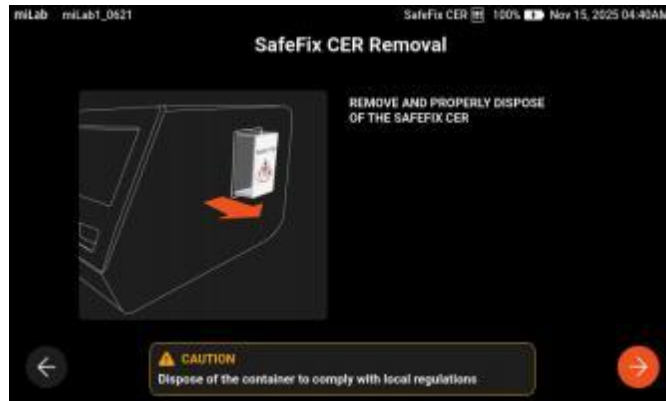 miLab miLab1_0621 SafeFix CER 100% Nov 15, 2025 04:40AM
SafeFix CER Removal
REMOVE AND PROPERLY DISPOSE
OF THE SAFEFIX CER
CAUTION
Dispose of the container to comply with local regulations